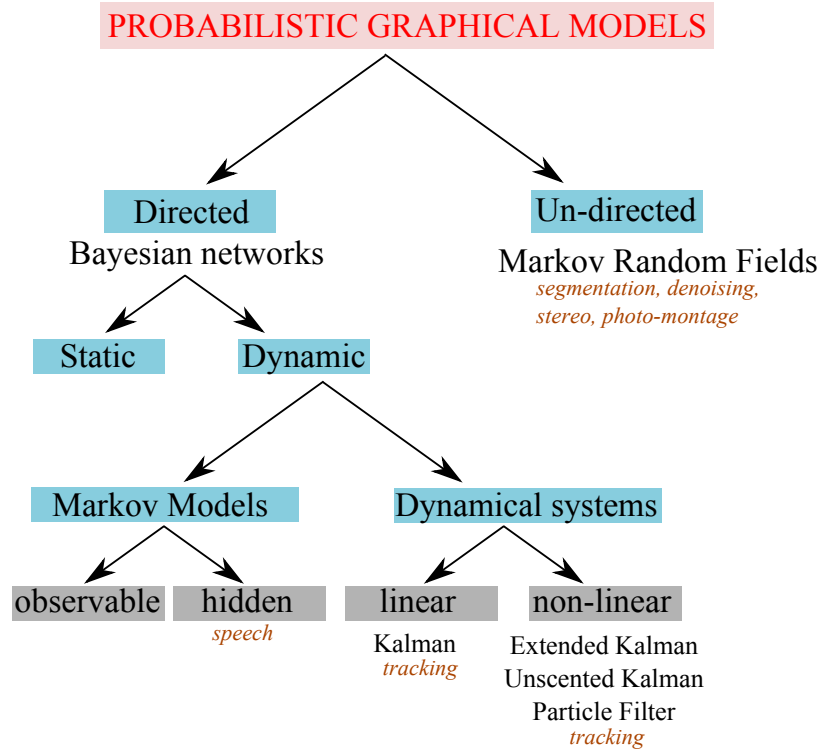 PROBABILISTIC GRAPHICAL MODELS
Directed
Un-directed
Bayesian networks
Markov Random Fields
segmentation, denoising,
stereo, photo-montage
Static
Dynamic
Markov Models
Dynamical systems
observable
hidden
linear
non-linear
speech
Kalman
tracking
Extended Kalman
Unscented Kalman
Particle Filter
tracking